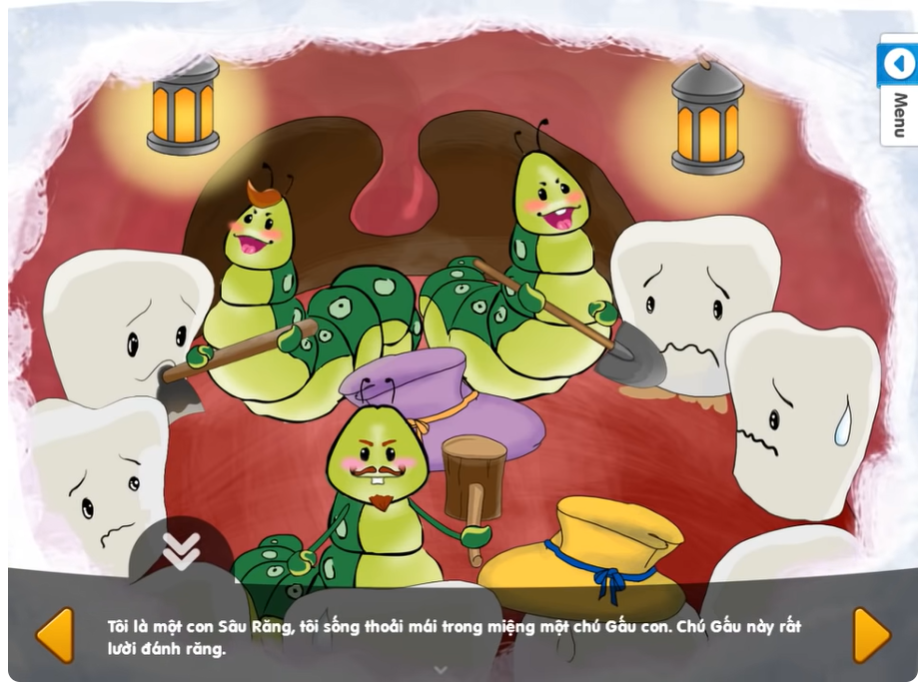 Menu
Tôi là một con Sâu Răng, tôi sống thoải mái trong miệng một chú Gấu con. Chú Gấu này rất
lười đánh răng.